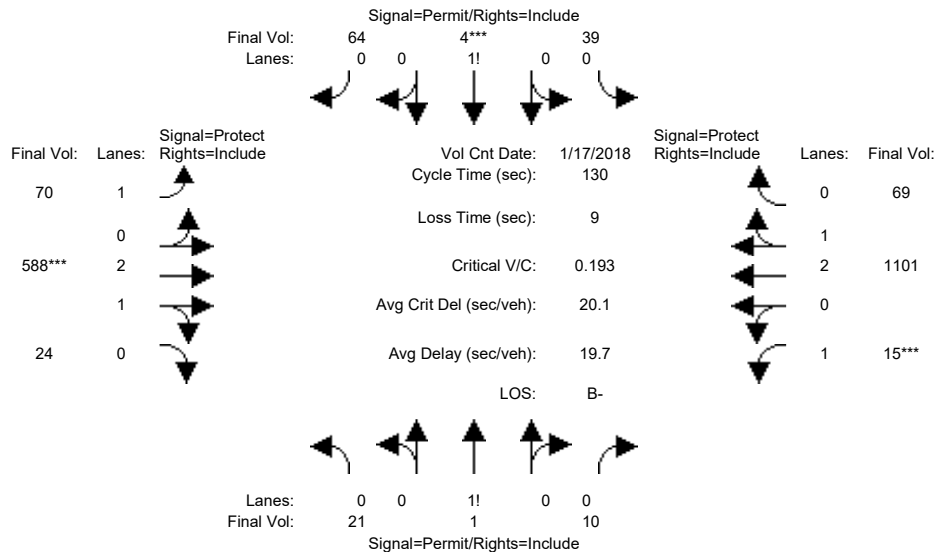 Signal=Permit/Rights=Include
Final Vol: 64 4*** 39
Lanes: 0 0 1! 0 0
Signal=Protect Signal=Protect
Final Vol: Lanes: Rights=Include Vol Cnt Date: 1/17/2018 Rights=Include Lanes: Final Vol:
Cycle Time (sec): 130
70 1 0 69
Loss Time (sec): 9
0 1
588*** 2 Critical V/C: 0.193 2 1101
1 Avg Crit Del (sec/veh): 20.1 0
24 0 Avg Delay (sec/veh): 19.7 1 15***
LOS: B-
Lanes: 0 0 1! 0 0
Final Vol: 21 1 10
Signal=Permit/Rights=Include